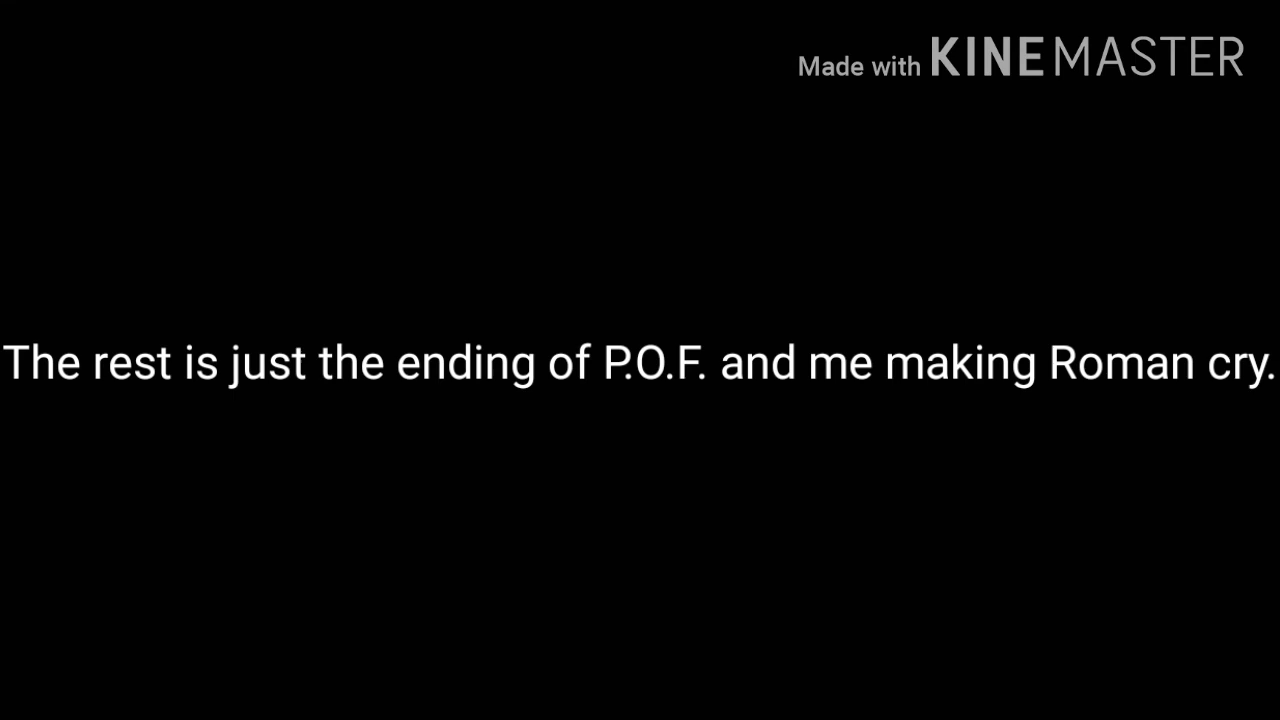 Made with KINEMASTER
The rest is just the ending of P.O.F. and me making Roman cry.